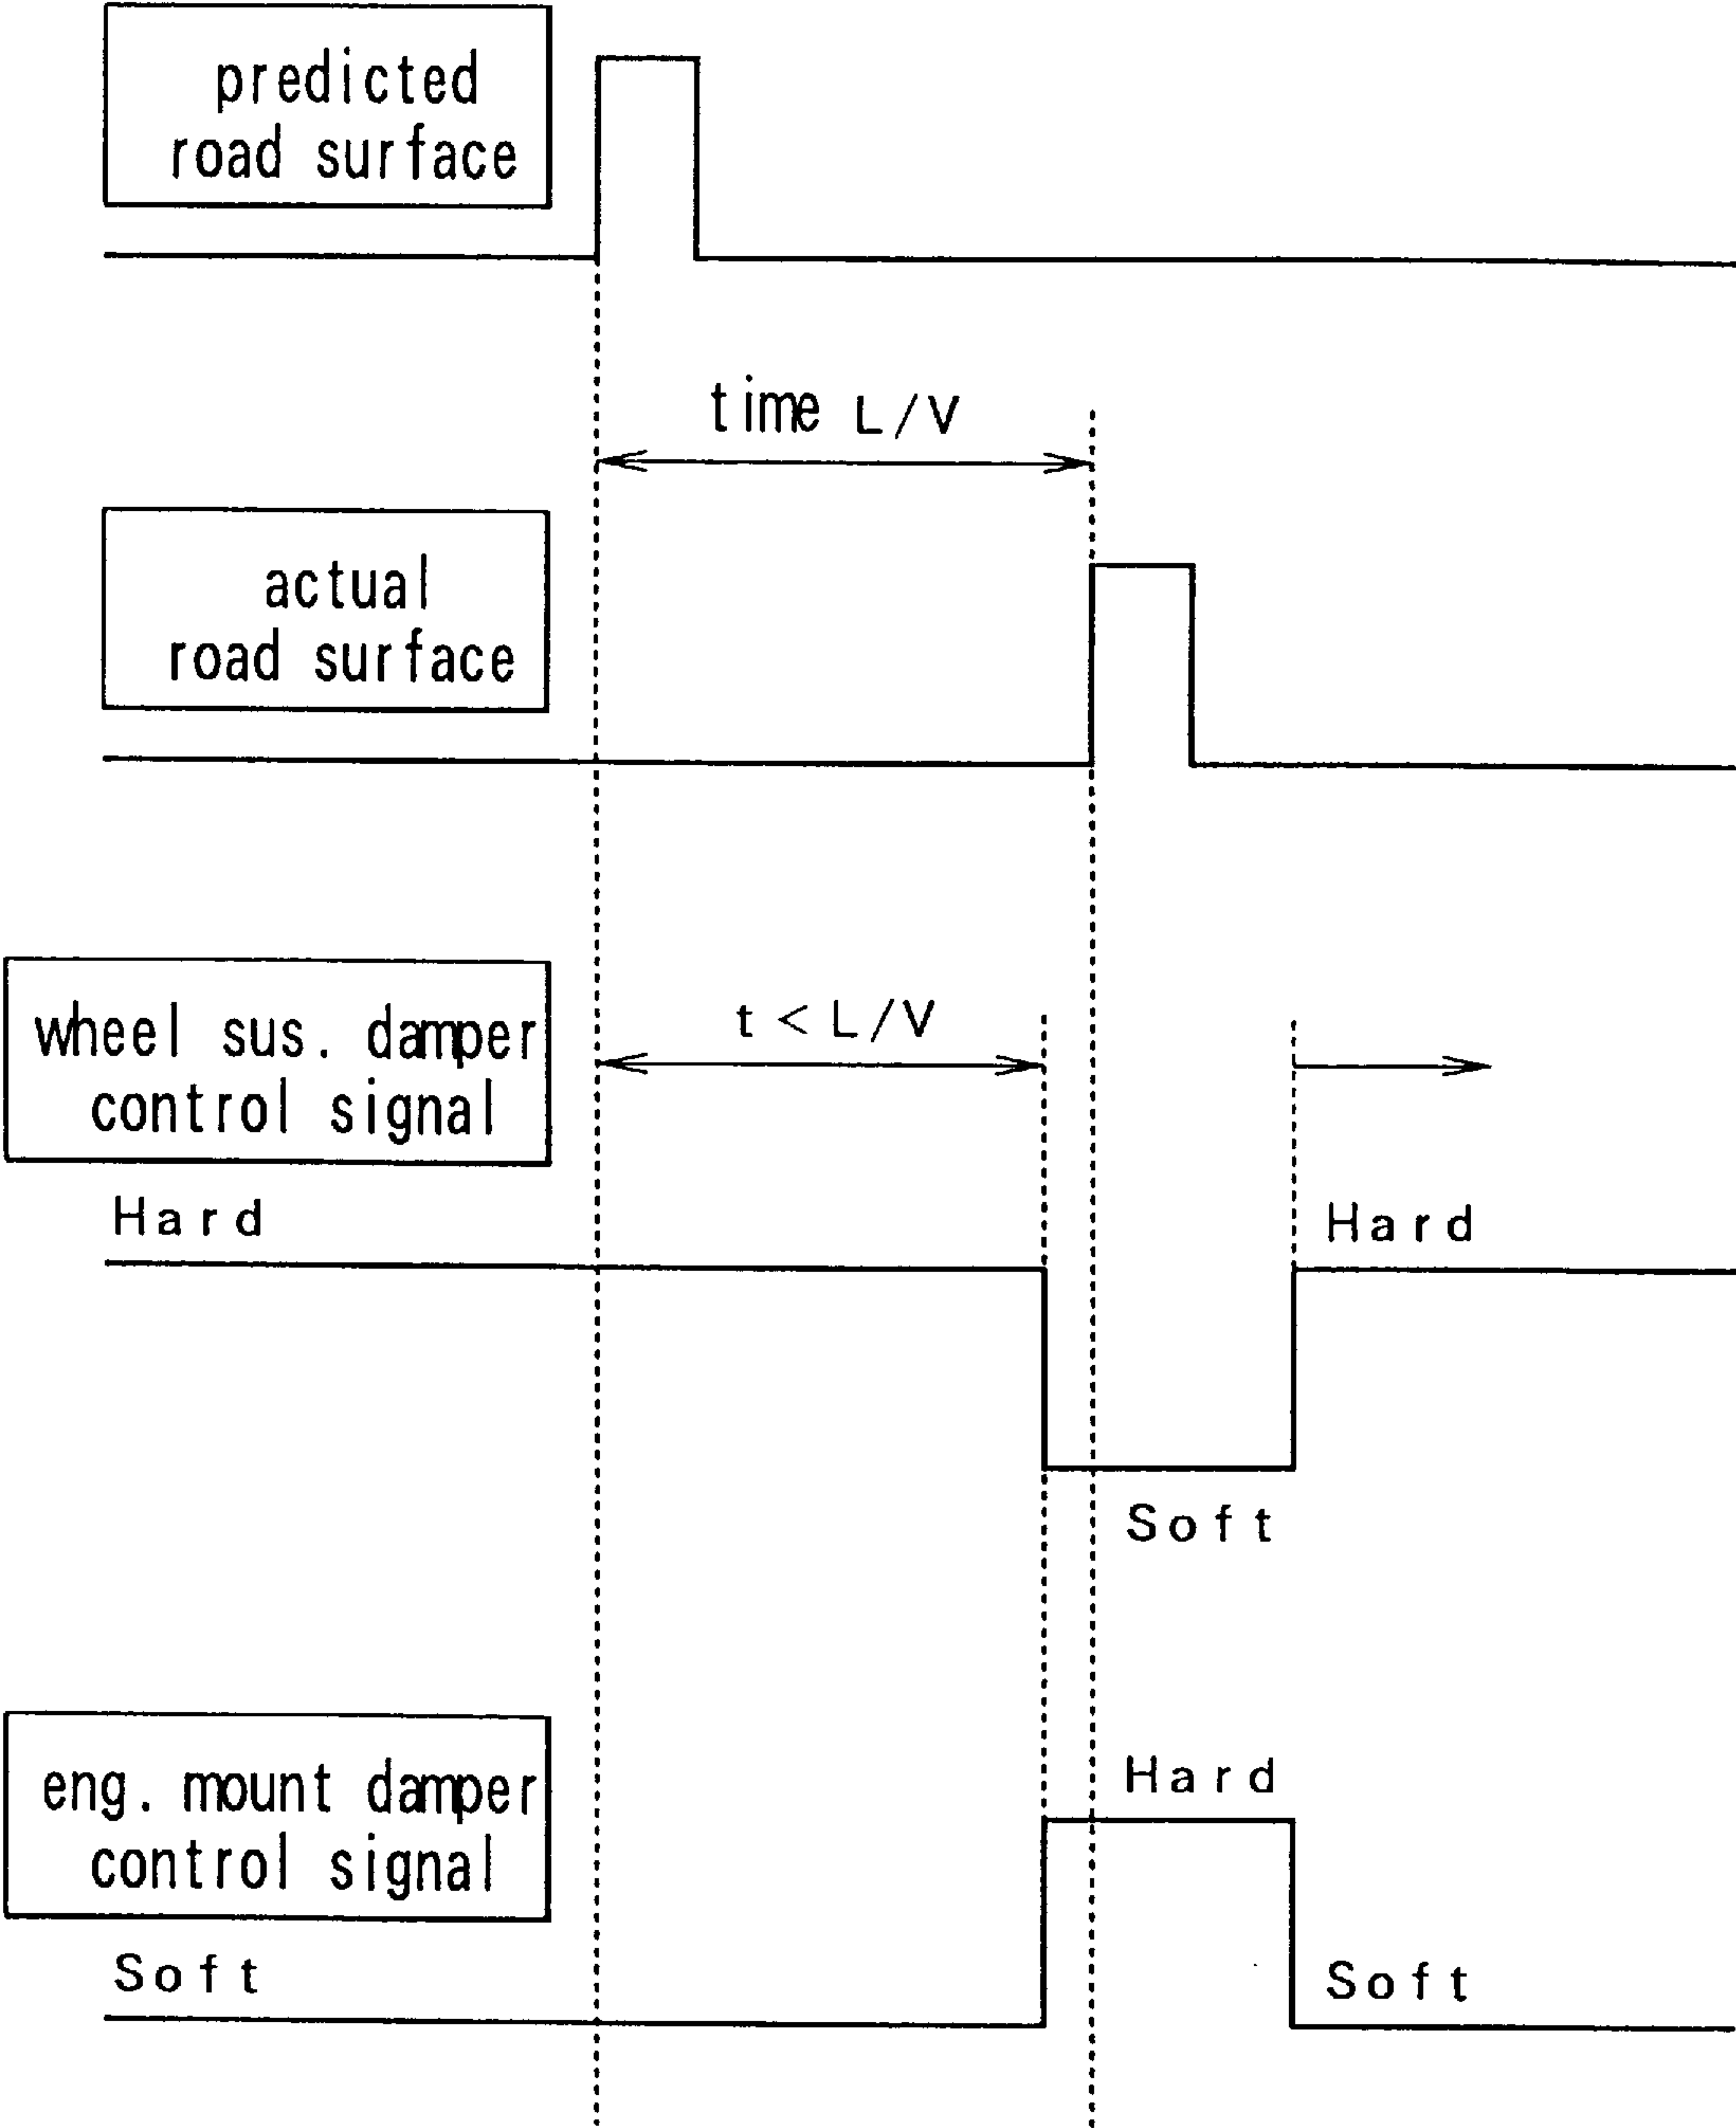 predicted
road surface
time L/V
actual
road surface
wheel sus. damper
control signal
t < L/V
Hard
Hard
Soft
eng. mount damper
control signal
Hard
Soft
Soft